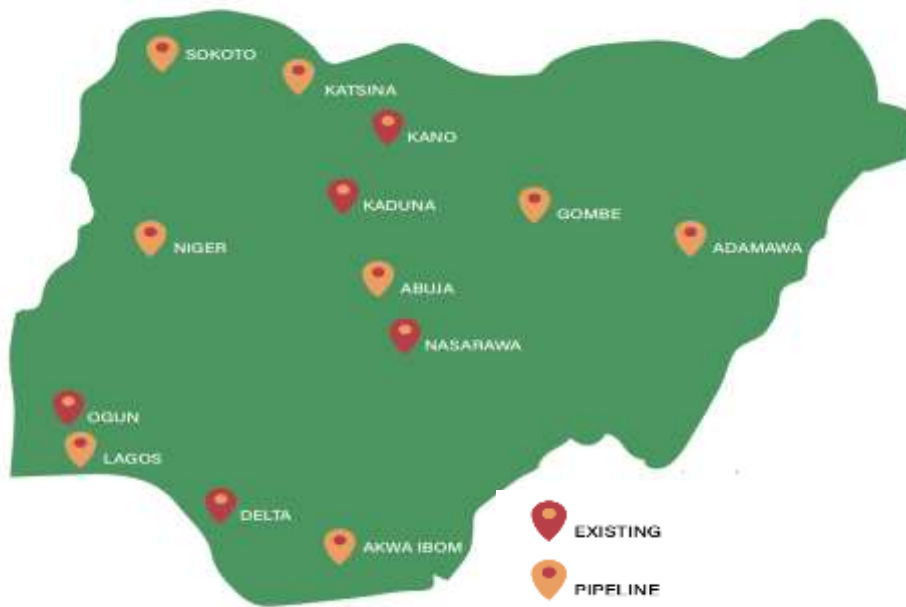 SOKOTO
KATSINA
KANO
KADUNA
GOMBE
NIGER
ADAMAWA
ABUJA
NASARAWA
OGUN
LAGOS
DELTA
AKWA IBOM
EXISTING
PIPELINE